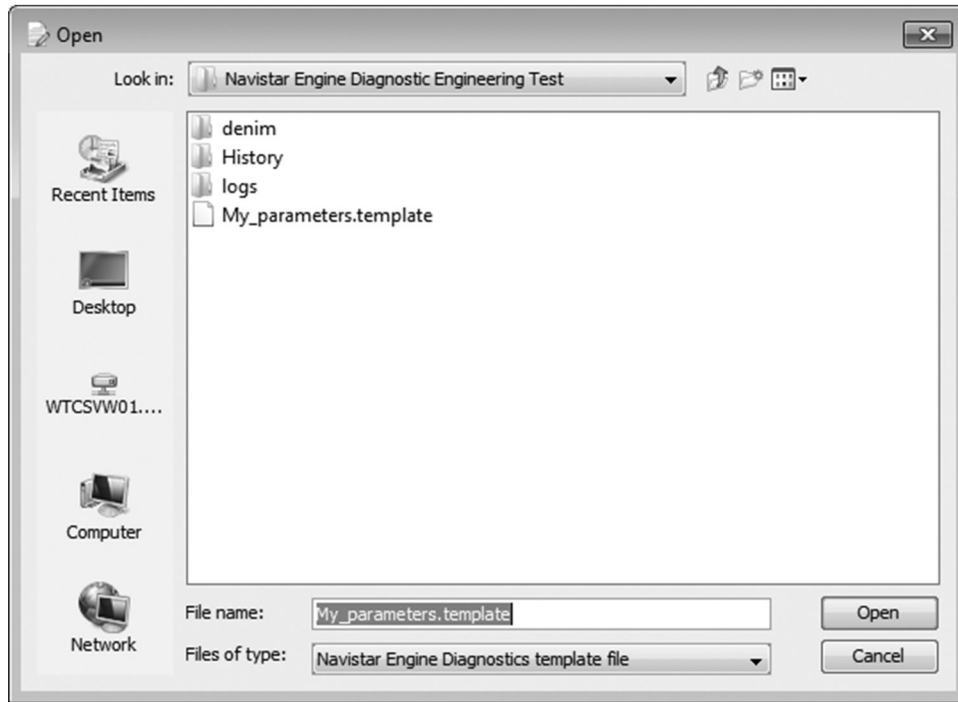 Open
Look in: Navistar Engine Diagnostic Engineering Test
denim
History
logs
My_parameters.template
Recent Items
Desktop
WTCSVW01....
Computer
Network
File name: My_parameters.template Open
Files of type: Navistar Engine Diagnostics template file Cancel